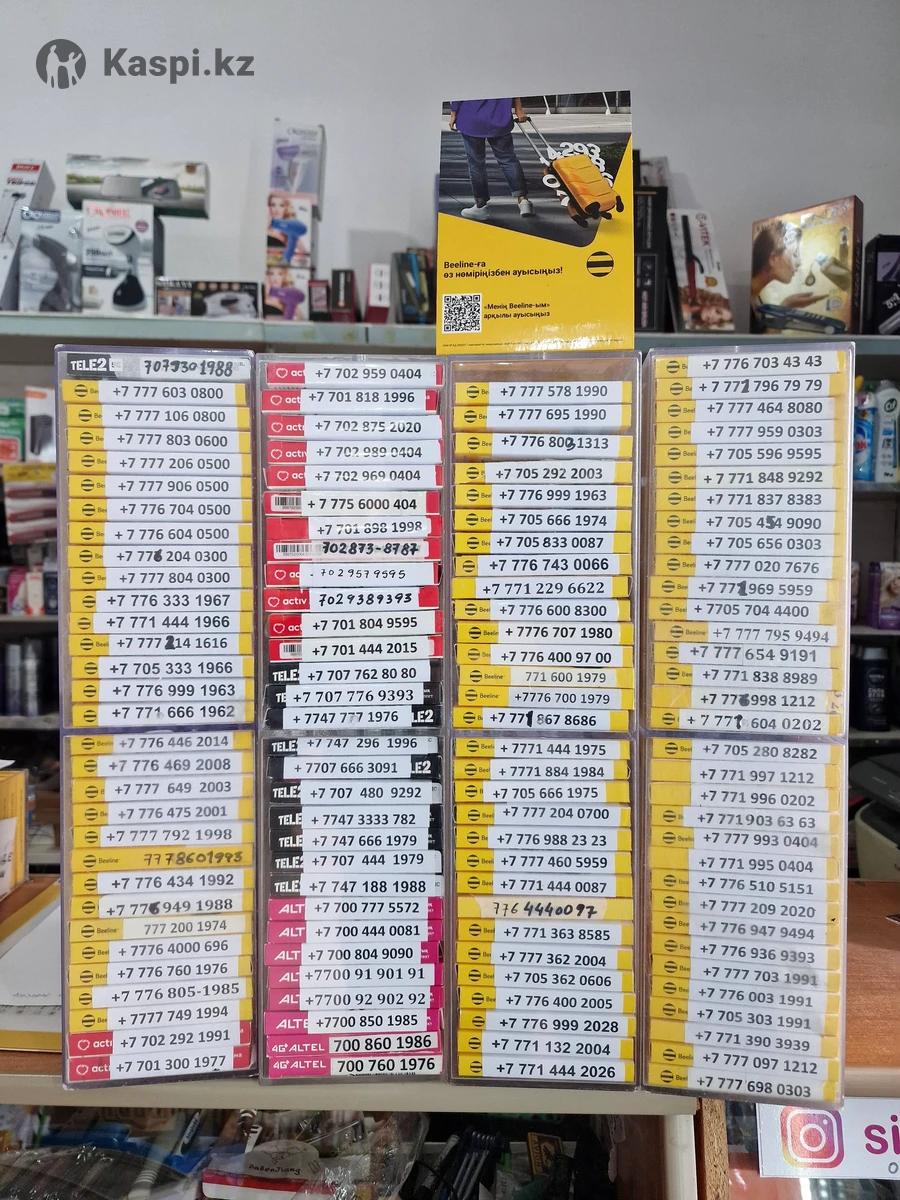 Kaspi.kz
Beeline-ға
өз нөміріңізбен ауысыңыз!
«Менің Beeline-ым»
арқылы ауысыңыз
TELE2 7079301988
+7 777 603 0800
+7 777 106 0800
+7 777 803 0600
+7 777 206 0500
+7 777 906 0500
+7 776 704 0500
+7 776 604 0500
+7 776 204 0300
+7 777 804 0300
+7 776 333 1967
+7 771 444 1966
+7 777 214 1616
+7 705 333 1966
+7 776 999 1963
+7 771 666 1962
+7 776 446 2014
+7 776 469 2008
+7 777 649 2003
+7 776 475 2001
+7 777 792 1998
Beeline 7778601993
+7 776 434 1992
+7 776 949 1988
Beeline 777 200 1974
+7 776 4000 696
+7 776 760 1976
+7 776 805-1985
+7 777 749 1994
+7 702 292 1991
+7 701 300 1977
+7 702 959 0404
+7 701 818 1996
+7 702 875 2020
+7 702 989 0404
+7 702 969 0404
+7 775 6000 404
+7 701 898 1998
702873-8787
7029579595
activ 7029389393
+7 701 804 9595
+7 701 444 2015
+7 707 762 80 80
+7 707 776 9393
+7747 777 1976
+7 747 296 1996
+7707 666 3091
+7 707 480 9292
+7747 3333 782
+7 747 666 1979
+7 707 444 1979
+7 747 188 1988
+7 700 777 5572
+7 700 444 0081
+7 700 804 9090
+7700 91 901 91
+7700 92 902 92
+7700 850 1985
4G ALTEL 700 860 1986
4G ALTEL 700 760 1976
+7 777 578 1990
+7 777 695 1990
+7 776 800 1313
+7 705 292 2003
+7 776 999 1963
+7 705 666 1974
+7 705 833 0087
+7 776 743 0066
+7 771 229 6622
+7 776 600 8300
+ 7776 707 1980
+7 776 400 97 00
Beeline 771 600 1979
+7776 700 1979
+7 771 867 8686
+ 7771 444 1975
+ 7771 884 1984
+ 7 705 666 1975
+7 777 204 0700
+7 776 988 23 23
+7 777 460 5959
+7 771 444 0087
776 4440097
+7 771 363 8585
+7 777 362 2004
+7 705 362 0606
+7 776 400 2005
+7 776 999 2028
+7 771 132 2004
+7 771 444 2026
+7 776 703 43 43
+7 771 796 79 79
+7 777 464 8080
+7 777 959 0303
+7 705 596 9595
+7 771 848 9292
+7 771 837 8383
+7 705 454 9090
+7 705 656 0303
+7 777 020 7676
+7 771 969 5959
+ 7705 704 4400
+7 777 795 9494
+7 777 654 9191
+7 771 838 8989
+7 776 998 1212
+ 7 777 604 0202
+7 705 280 8282
+7 771 997 1212
+7 771 996 0202
+7 771 903 63 63
+7 777 993 0404
+7 771 995 0404
+7 776 510 5151
+7 777 209 2020
+7 776 947 9494
+7 776 936 9393
+7 777 703 1991
+7 776 003 1991
+7 705 303 1991
+7 771 390 3939
+7 777 097 1212
+7 777 698 0303
si